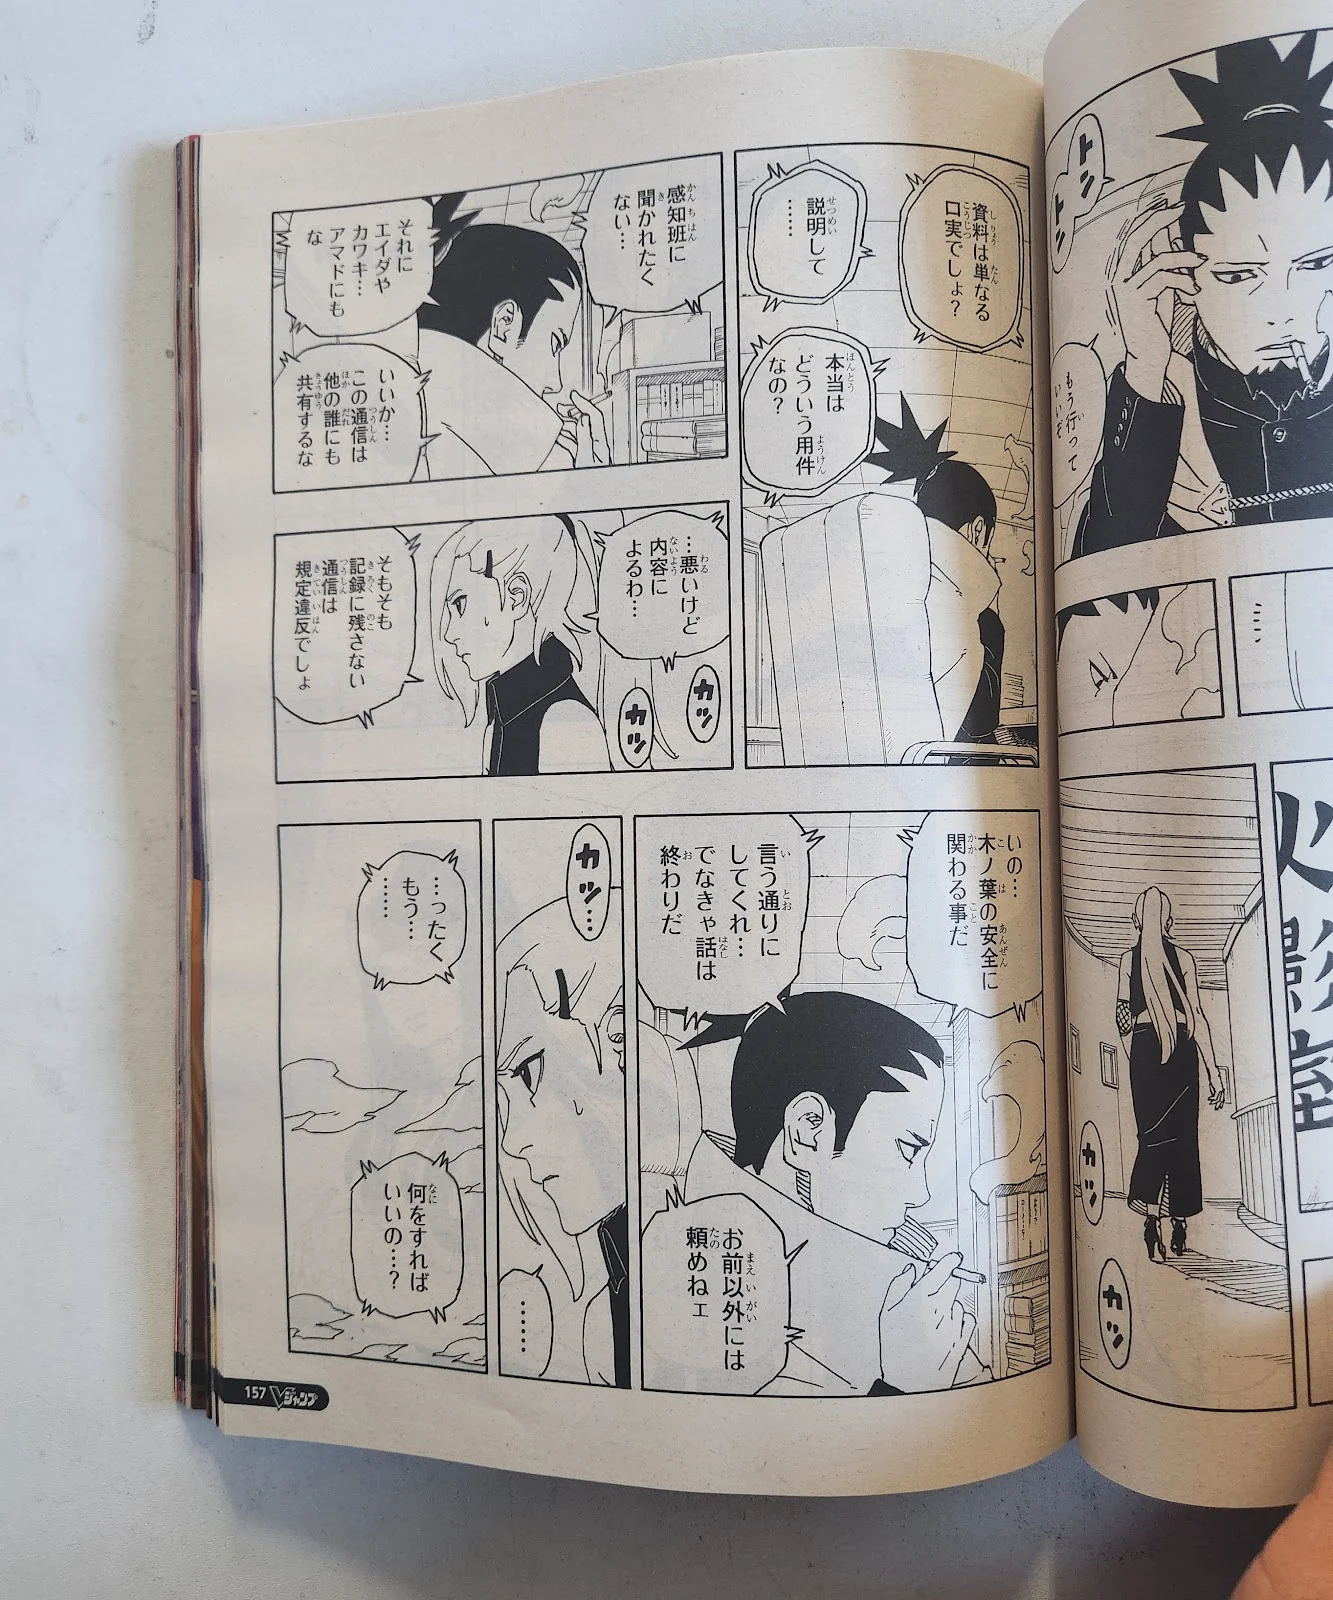 トン
トン
もう行って
いいぞ
火
影
室
カッ
カッ
資料は単なる
口実でしょ?
説明して
……
本当は
どういう用件
なの?
感知班に
聞かれたく
ない…
それに
エイダや
カワキ…
アマドにも
な
いいか…
この通信は
他の誰にも
共有するな
…悪いけど
内容に
よるわ…
カッ
カッ
そもそも
記録に残さない
通信は
規定違反でしょ
いの…
木ノ葉の安全に
関わる事だ
言う通りに
してくれ…
でなきゃ話は
終わりだ
お前以外には
頼めねェ
カッ…
……
…ったく
もう…
……
何をすれば
いいの…?
157 Vジャンプ